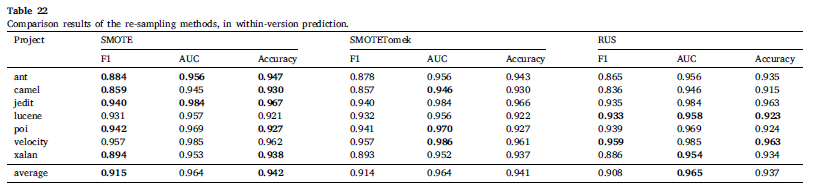 Table 22
Comparison results of the re-sampling methods, in within-version prediction.
Project SMOTE SMOTETomek RUS
F1 AUC Accuracy F1 AUC Accuracy F1 AUC Accuracy
ant 0.884 0.956 0.947 0.878 0.956 0.943 0.865 0.956 0.935
camel 0.859 0.945 0.930 0.857 0.946 0.930 0.836 0.946 0.915
jedit 0.940 0.984 0.967 0.940 0.984 0.966 0.935 0.984 0.963
lucene 0.931 0.957 0.921 0.932 0.956 0.922 0.933 0.958 0.923
poi 0.942 0.969 0.927 0.941 0.970 0.927 0.939 0.969 0.924
velocity 0.957 0.985 0.962 0.957 0.986 0.961 0.959 0.985 0.963
xalan 0.894 0.953 0.938 0.893 0.952 0.937 0.886 0.954 0.934
average 0.915 0.964 0.942 0.914 0.964 0.941 0.908 0.965 0.937